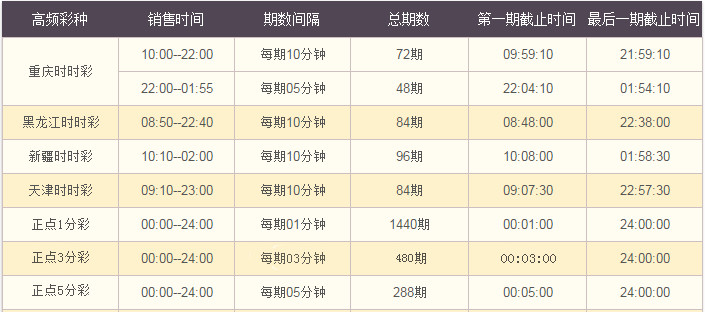 高频彩种 销售时间 期数间隔 总期数 第一期截止时间 最后一期截止时间
重庆时时彩 10:00--22:00 每期10分钟 72期 09:59:10 21:59:10
22:00--01:55 每期05分钟 48期 22:04:10 01:54:10
黑龙江时时彩 08:50--22:40 每期10分钟 84期 08:48:00 22:38:00
新疆时时彩 10:10--02:00 每期10分钟 96期 10:08:00 01:58:30
天津时时彩 09:10--23:00 每期10分钟 84期 09:07:30 22:57:30
正点1分彩 00:00--24:00 每期01分钟 1440期 00:01:00 24:00:00
正点3分彩 00:00--24:00 每期03分钟 480期 00:03:00 24:00:00
正点5分彩 00:00--24:00 每期05分钟 288期 00:05:00 24:00:00